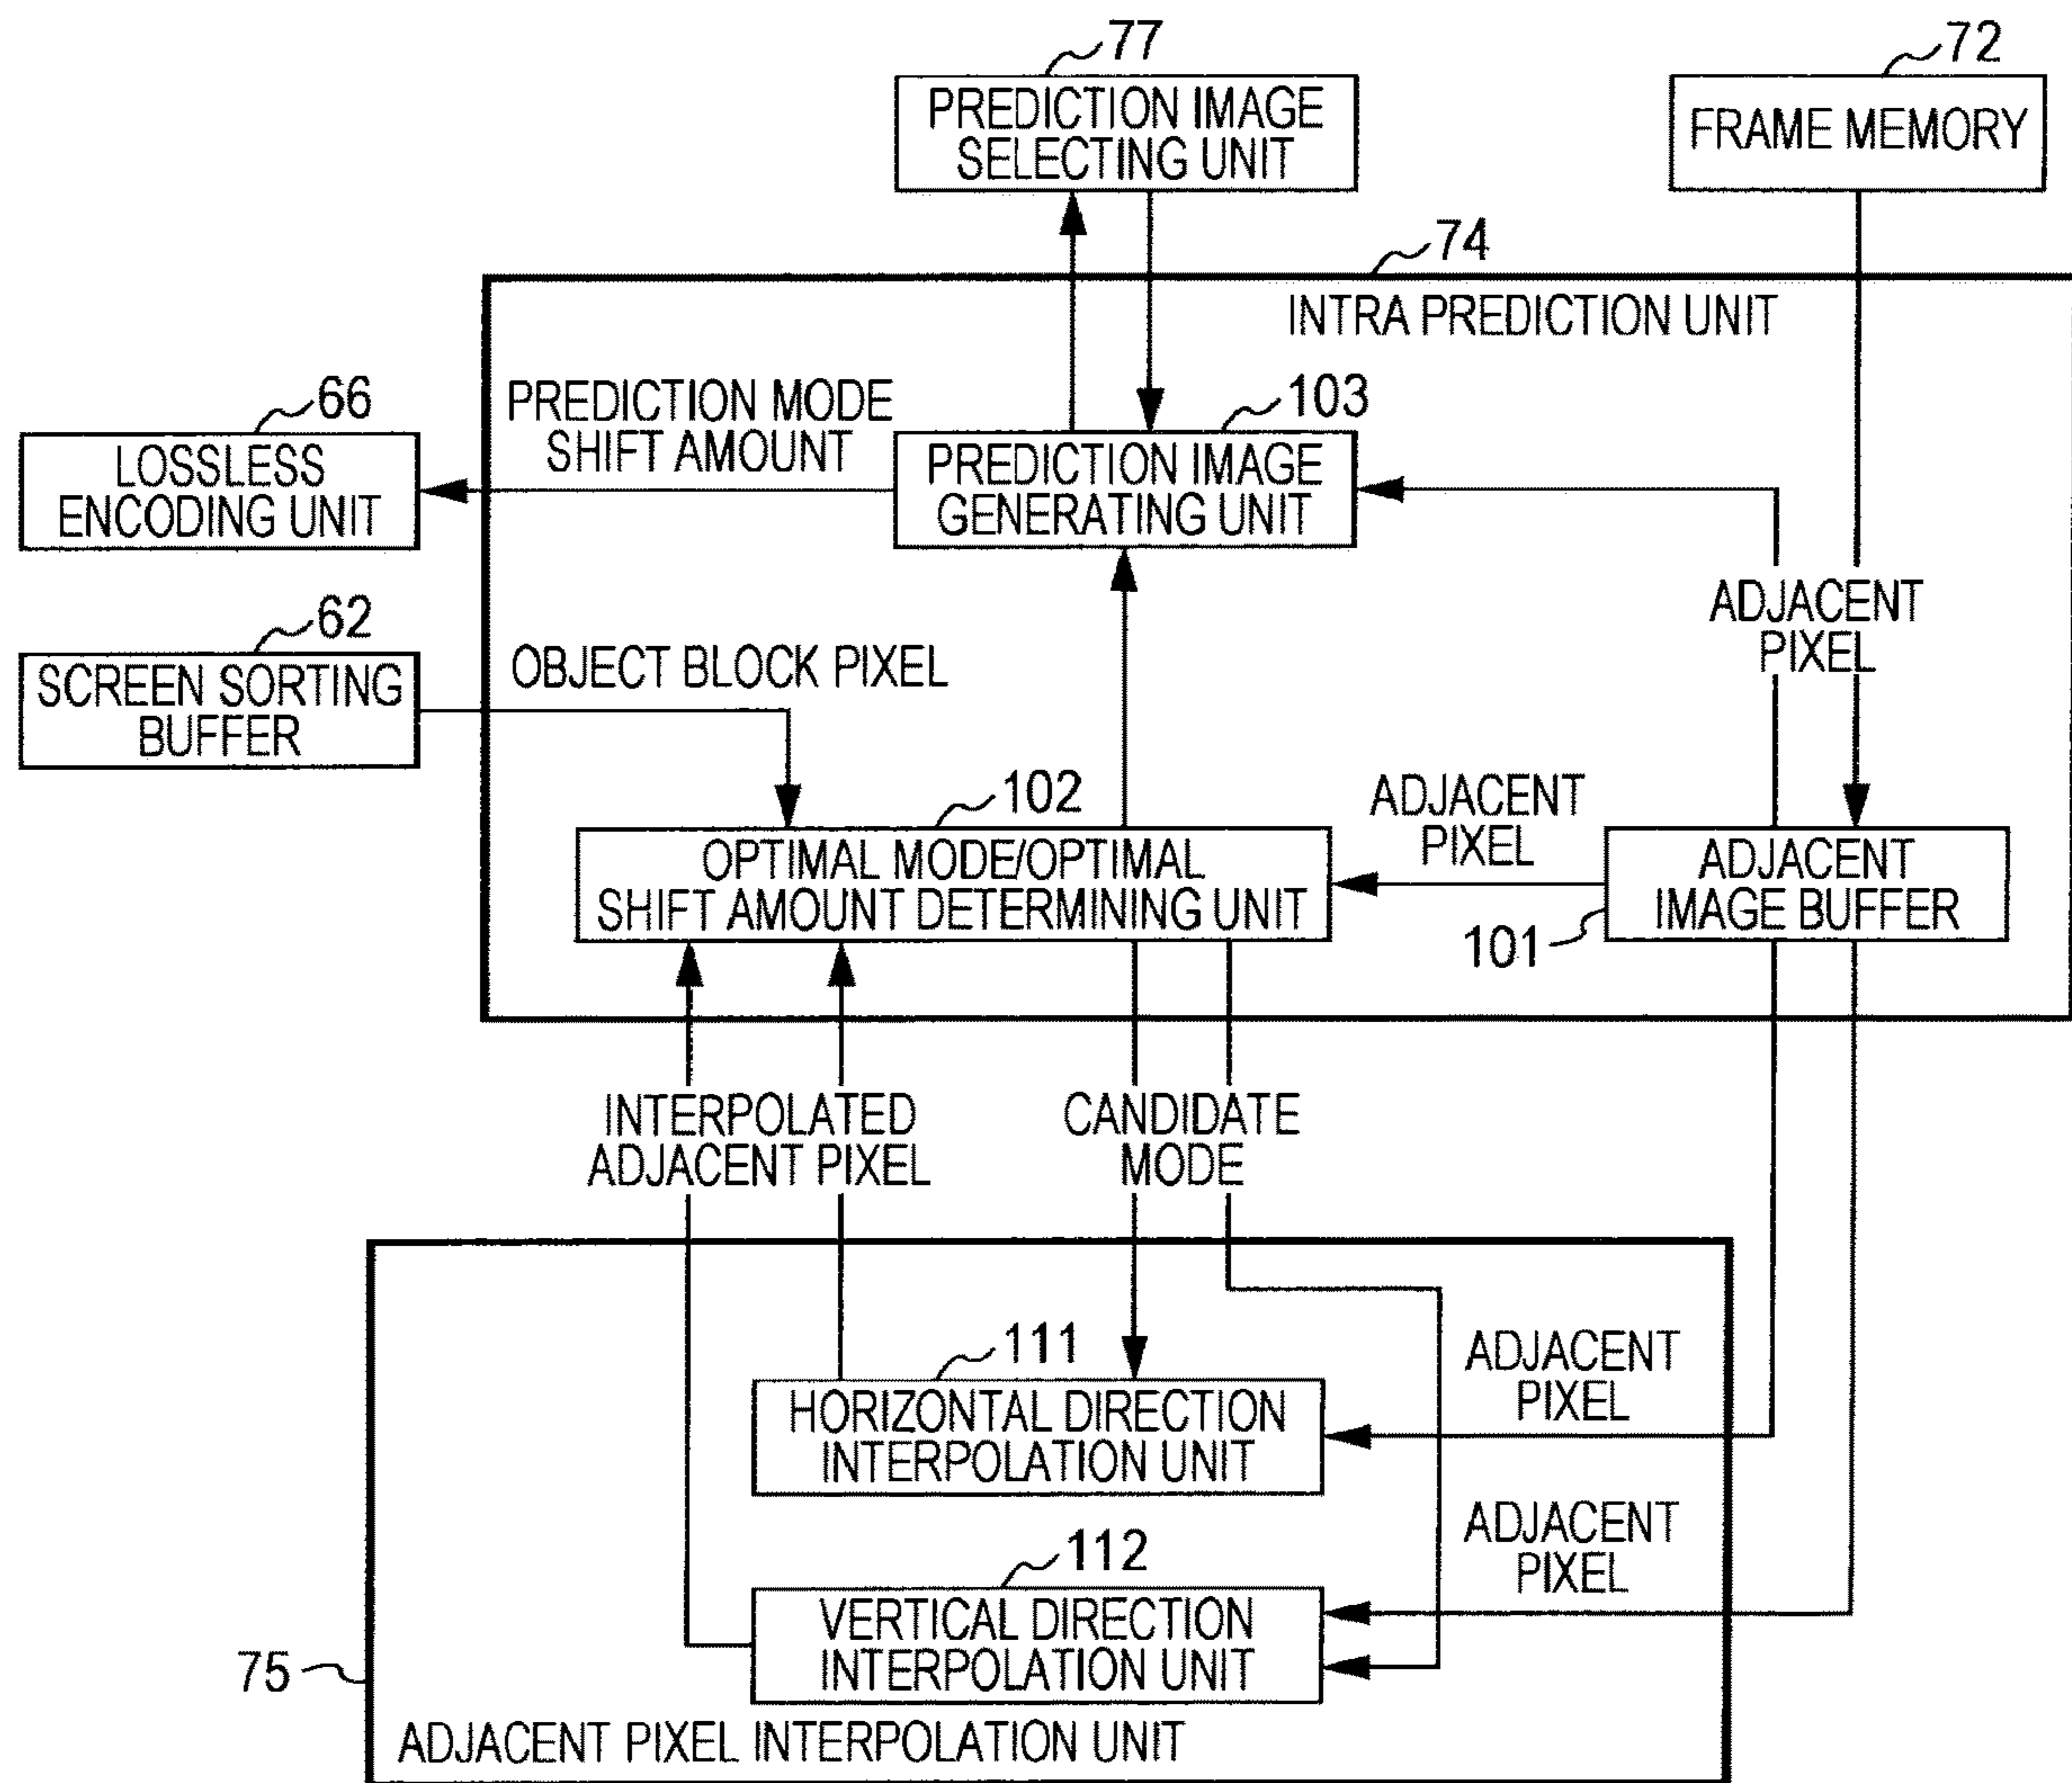 77
PREDICTION IMAGE
SELECTING UNIT
72
FRAME MEMORY
74
INTRA PREDICTION UNIT
66
LOSSLESS
ENCODING UNIT
PREDICTION MODE
SHIFT AMOUNT
103
PREDICTION IMAGE
GENERATING UNIT
ADJACENT
PIXEL
62
SCREEN SORTING
BUFFER
OBJECT BLOCK PIXEL
102
OPTIMAL MODE/OPTIMAL
SHIFT AMOUNT DETERMINING UNIT
ADJACENT
PIXEL
ADJACENT
IMAGE BUFFER
101
INTERPOLATED
ADJACENT PIXEL
CANDIDATE
MODE
111
HORIZONTAL DIRECTION
INTERPOLATION UNIT
ADJACENT
PIXEL
112
VERTICAL DIRECTION
INTERPOLATION UNIT
ADJACENT
PIXEL
75
ADJACENT PIXEL INTERPOLATION UNIT